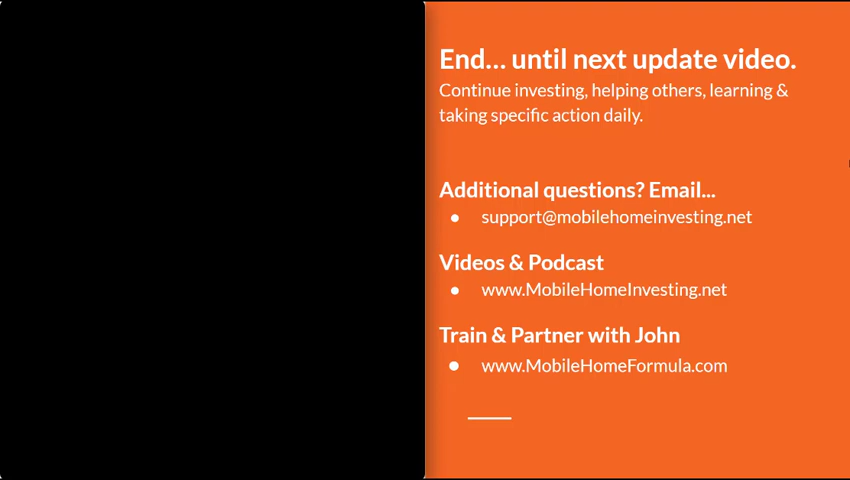 End... until next update video.
Continue investing, helping others, learning &
taking specific action daily.
Additional questions? Email...
● support@mobilehomeinvesting.net
Videos & Podcast
● www.MobileHomeInvesting.net
Train & Partner with John
● www.MobileHomeFormula.com